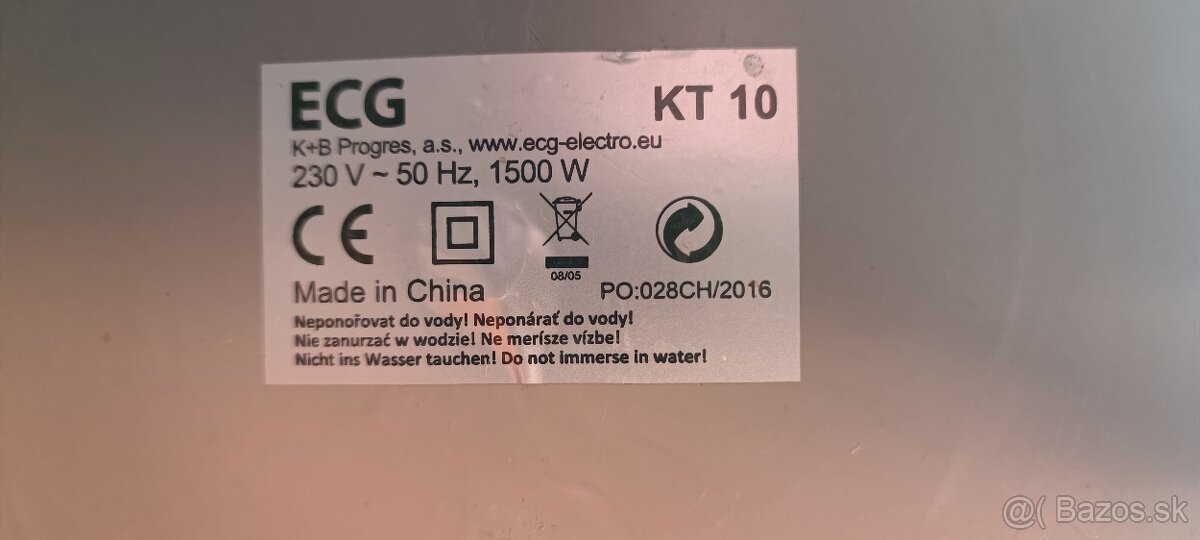 ECG KT 10
K+B Progres, a.s., www.ecg-electro.eu
230 V ~ 50 Hz, 1500 W
CE
08/05
Made in China PO:028CH/2016
Neponořovat do vody! Neponárať do vody!
Nie zanurzać w wodzie! Ne merísze vízbe!
Nicht ins Wasser tauchen! Do not immerse in water!
@( Bazos.sk